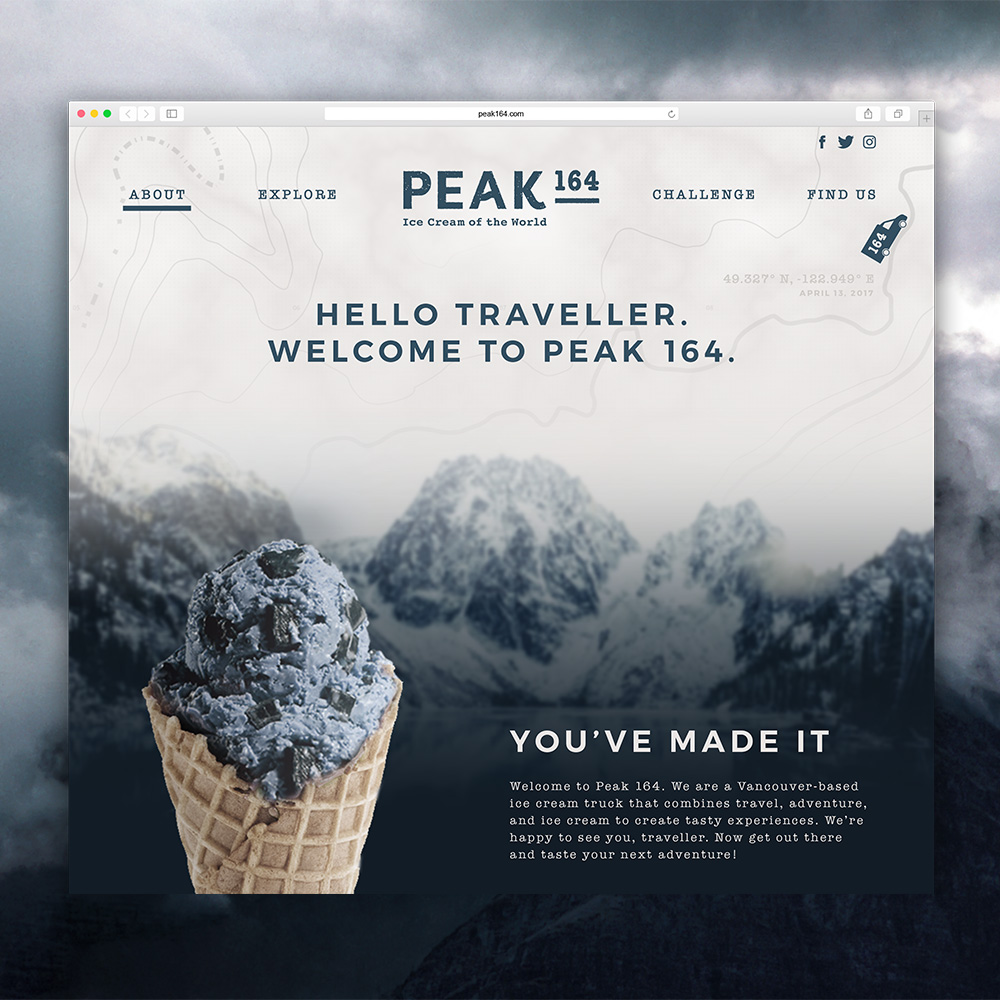 peak164.com
ABOUT
EXPLORE
PEAK 164
Ice Cream of the World
CHALLENGE
FIND US
164
49.327° N, -122.949° E
APRIL 13, 2017
HELLO TRAVELLER.
WELCOME TO PEAK 164.
YOU'VE MADE IT
Welcome to Peak 164. We are a Vancouver-based
ice cream truck that combines travel, adventure,
and ice cream to create tasty experiences. We're
happy to see you, traveller. Now get out there
and taste your next adventure!